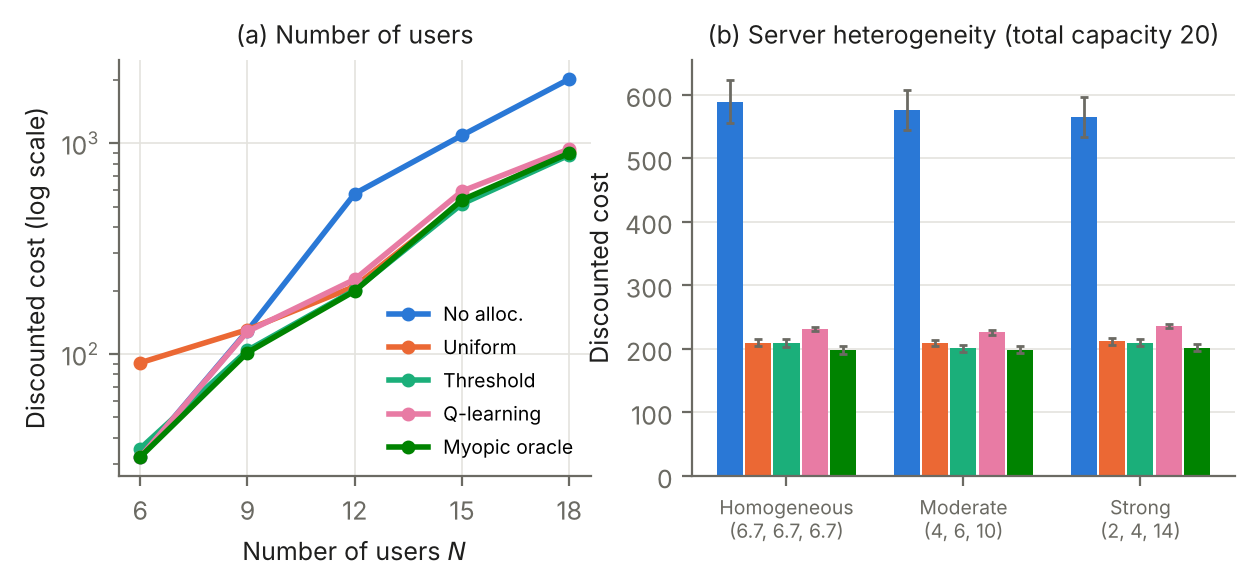 (a) Number of users
Discounted cost (log scale)
10³
10²
No alloc.
Uniform
Threshold
Q-learning
Myopic oracle
6 9 12 15 18
Number of users N
(b) Server heterogeneity (total capacity 20)
Discounted cost
600
500
400
300
200
100
0
Homogeneous Moderate Strong
(6.7, 6.7, 6.7) (4, 6, 10) (2, 4, 14)